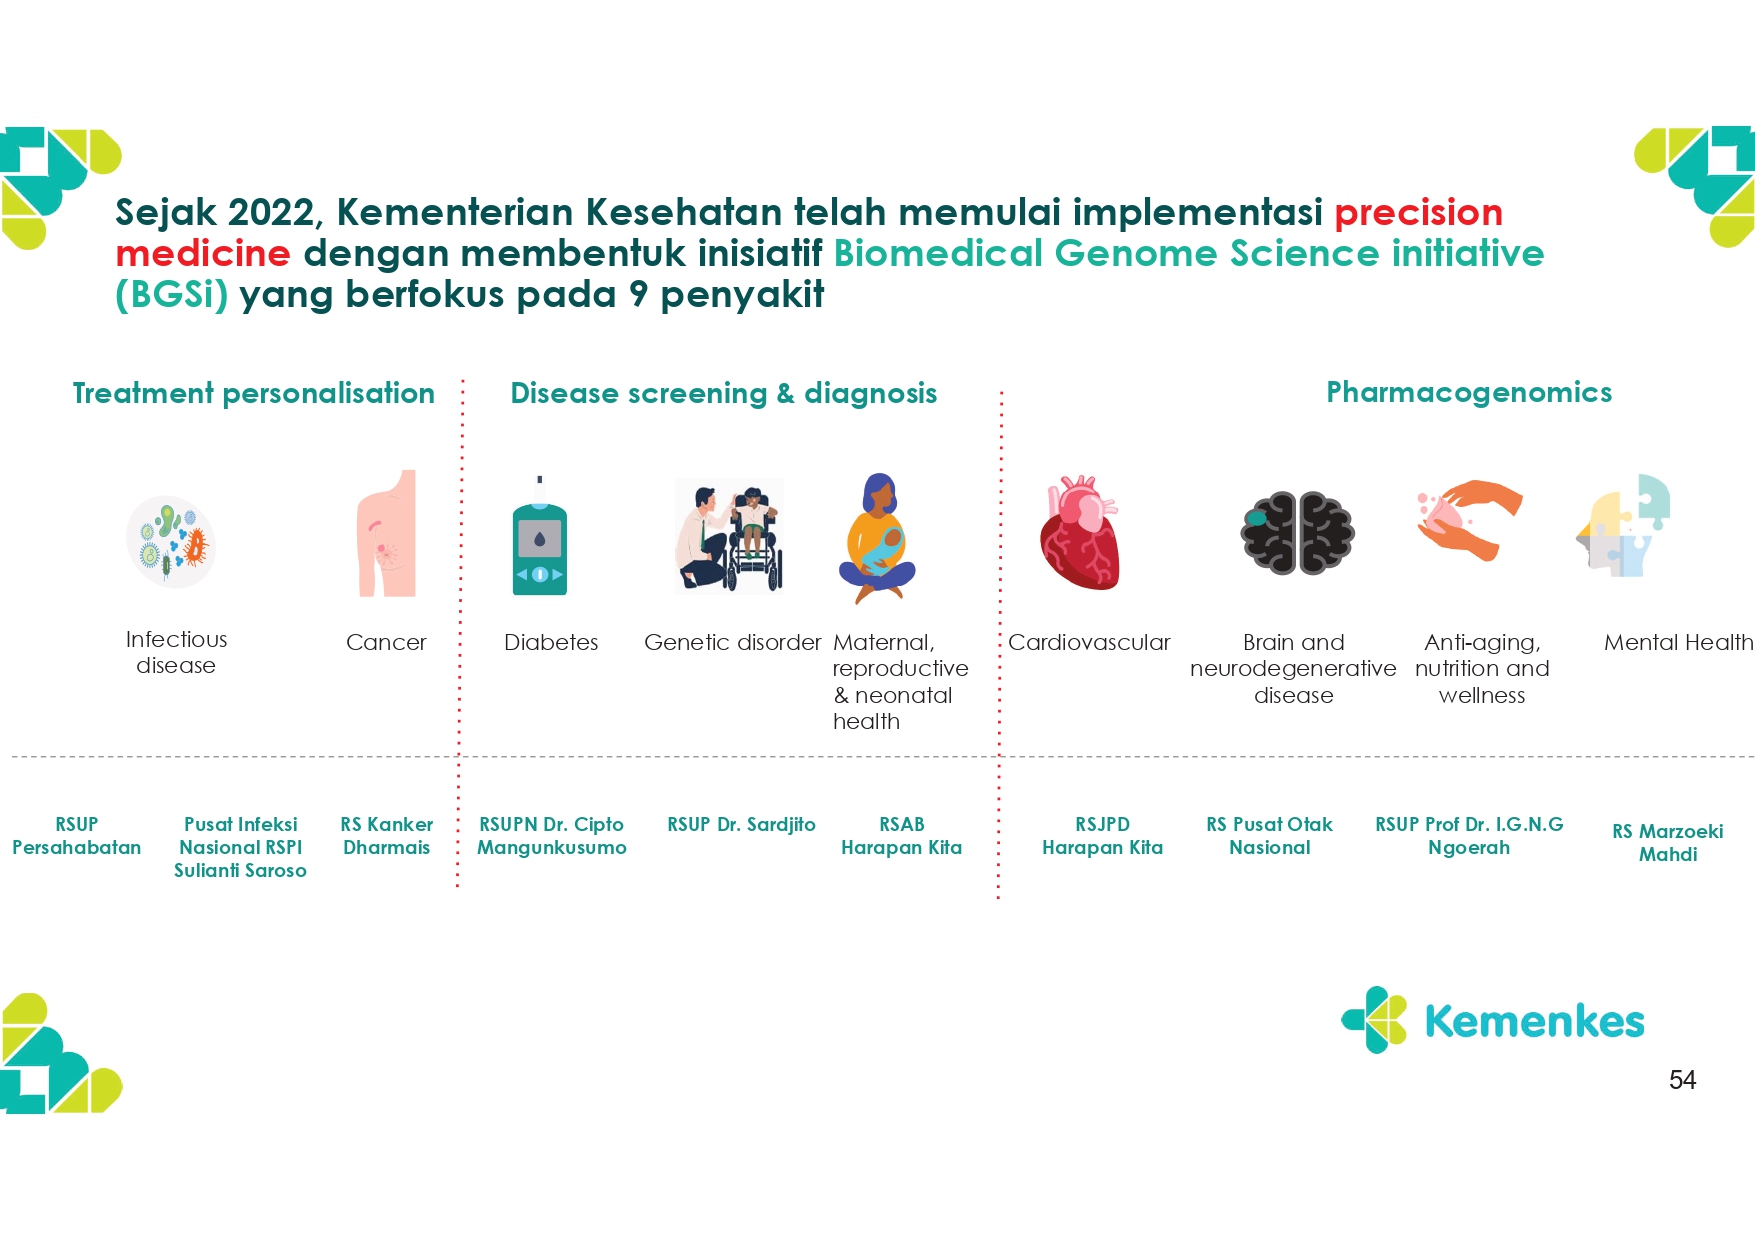 Sejak 2022, Kementerian Kesehatan telah memulai implementasi precision
medicine dengan membentuk inisiatif Biomedical Genome Science initiative
(BGSi) yang berfokus pada 9 penyakit
Treatment personalisation
Disease screening & diagnosis
Pharmacogenomics
Infectious
disease
Cancer
Diabetes
Genetic disorder
Maternal,
reproductive
& neonatal
health
Cardiovascular
Brain and
neurodegenerative
disease
Anti-aging,
nutrition and
wellness
Mental Health
RSUP
Persahabatan
Pusat Infeksi
Nasional RSPI
Sulianti Saroso
RS Kanker
Dharmais
RSUPN Dr. Cipto
Mangunkusumo
RSUP Dr. Sardjito
RSAB
Harapan Kita
RSJPD
Harapan Kita
RS Pusat Otak
Nasional
RSUP Prof Dr. I.G.N.G
Ngoerah
RS Marzoeki
Mahdi
Kemenkes
54